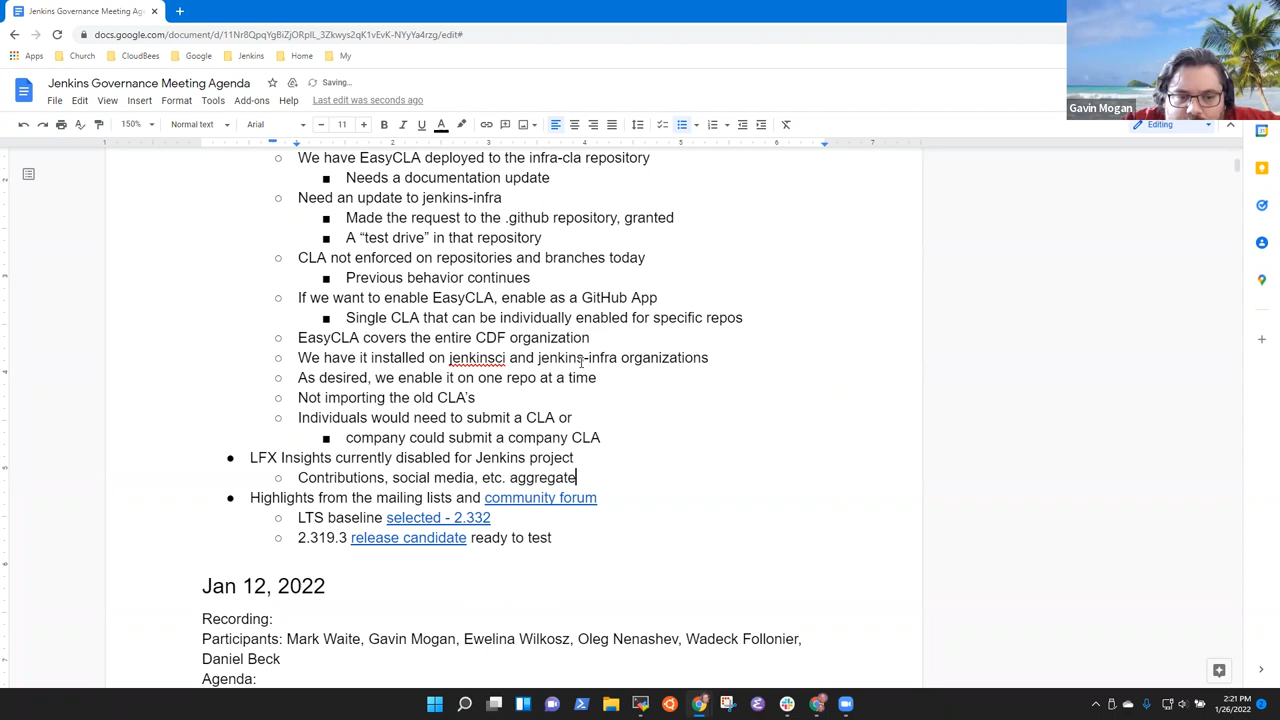 Jenkins Governance Meeting Agen
docs.google.com/document/d/11Nr8QpqYgBiZjORpIL_3Zkwys2qK1vEvK-NYyYa4rzg/edit#
Apps Church CloudBees Google Jenkins Home My
Gavin Mogan
Jenkins Governance Meeting Agenda Saving...
File Edit View Insert Format Tools Add-ons Help Last edit was seconds ago
150% Normal text Arial 11 Editing
1 1 2 3 4 5 6 7
We have EasyCLA deployed to the infra-cla repository
Needs a documentation update
Need an update to jenkins-infra
Made the request to the .github repository, granted
A “test drive” in that repository
CLA not enforced on repositories and branches today
Previous behavior continues
If we want to enable EasyCLA, enable as a GitHub App
Single CLA that can be individually enabled for specific repos
EasyCLA covers the entire CDF organization
We have it installed on jenkinsci and jenkins-infra organizations
As desired, we enable it on one repo at a time
Not importing the old CLA's
Individuals would need to submit a CLA or
company could submit a company CLA
LFX Insights currently disabled for Jenkins project
Contributions, social media, etc. aggregate
Highlights from the mailing lists and community forum
LTS baseline selected - 2.332
2.319.3 release candidate ready to test
Jan 12, 2022
Recording:
Participants: Mark Waite, Gavin Mogan, Ewelina Wilkosz, Oleg Nenashev, Wadeck Follonier,
Daniel Beck
Agenda:
2:21 PM
1/26/2022